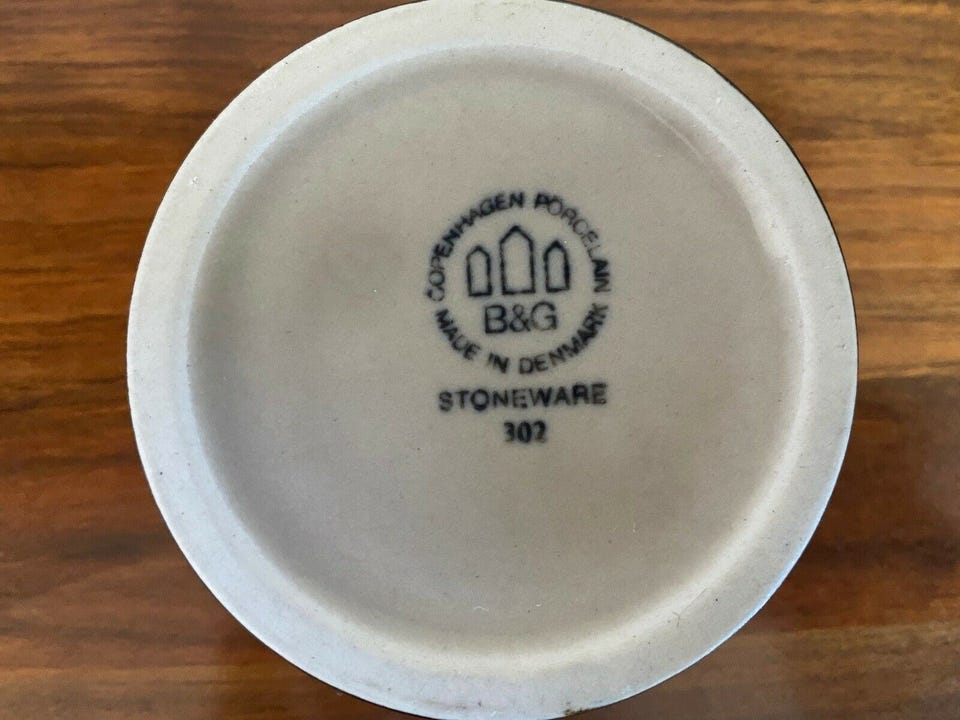 COPENHAGEN PORCELAIN
B&G
MADE IN DENMARK
STONEWARE
302